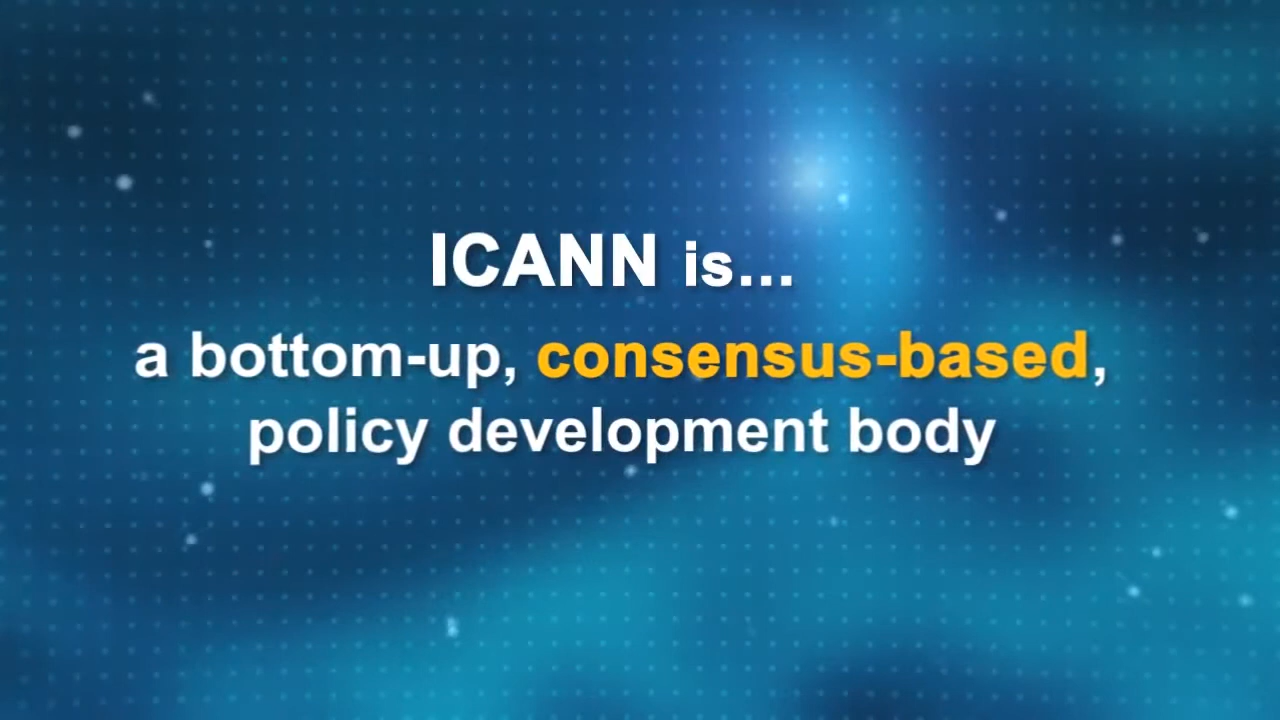 ICANN is...
a bottom-up, consensus-based,
policy development body